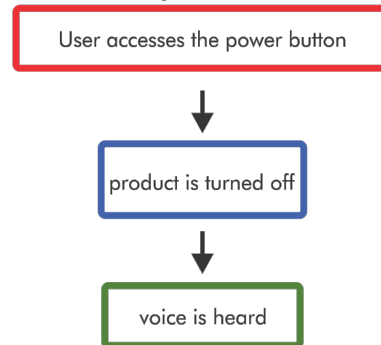 User accesses the power button
product is turned off
voice is heard